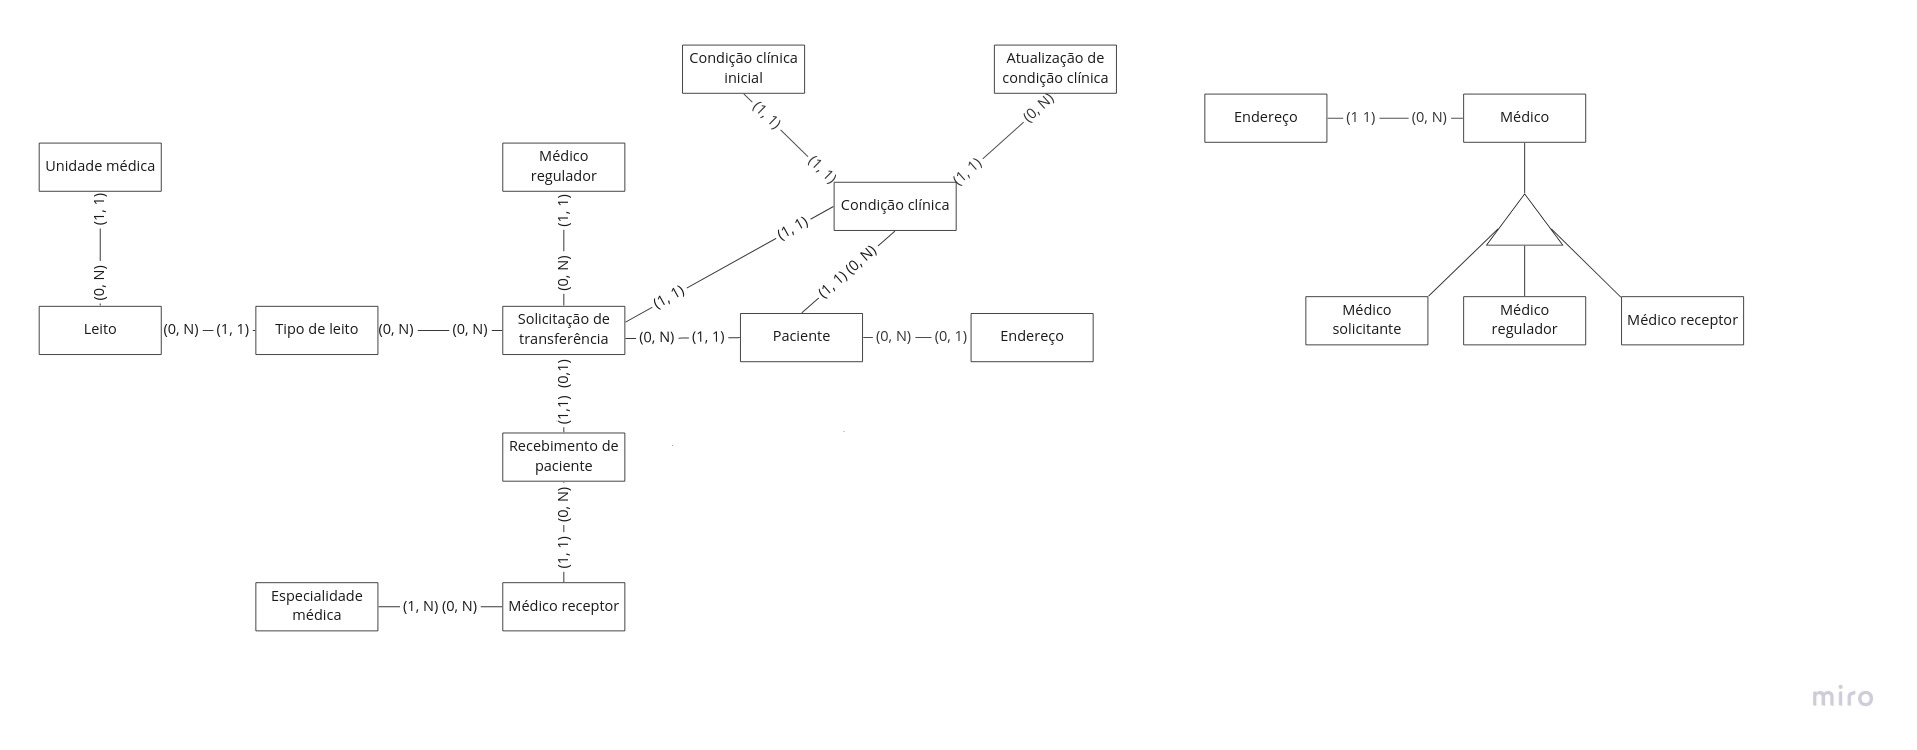 Condição clínica
inicial
Atualização de
condição clínica
(1, 1)
(0, N)
Endereço
(1 1)
(0, N)
Médico
Unidade médica
Médico
regulador
(1, 1)
(1, 1)
(1, 1)
(1, 1)
Condição clínica
(1, 1)
(0, N)
(0, N)
(0, N)
(1, 1)
(1, 1)
Leito
(0, N)
(1, 1)
Tipo de leito
(0, N)
(0, N)
Solicitação de
transferência
(0, N)
(1, 1)
Paciente
(0, N)
(0, 1)
Endereço
Médico
solicitante
Médico
regulador
Médico receptor
(0,1)
(1,1)
Recebimento de
paciente
(0, N)
(1, 1)
Especialidade
médica
(1, N)
(0, N)
Médico receptor
miro